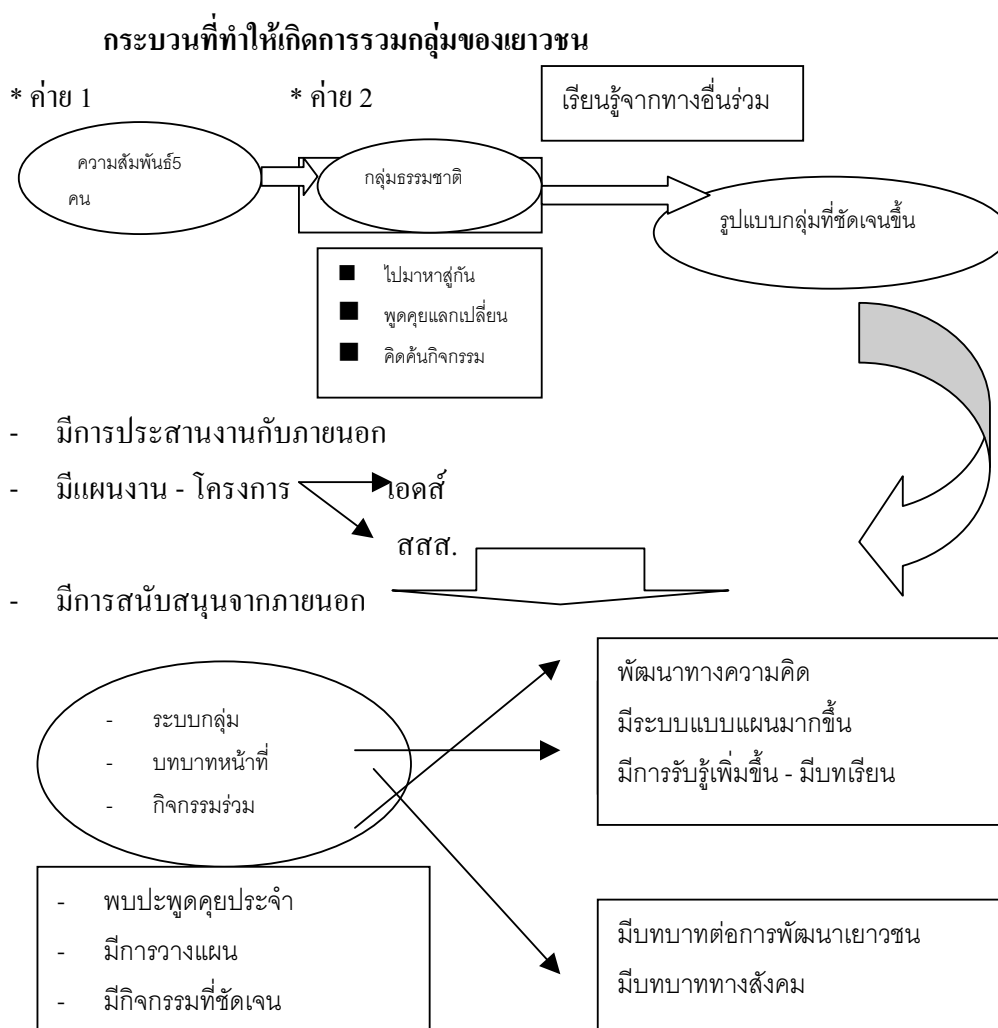 กระบวนที่ทำให้เกิดการรวมกลุ่มของเยาวชน
* ค่าย 1
* ค่าย 2
เรียนรู้จากทางอื่นร่วม
ความสัมพันธ์5
คน
กลุ่มธรรมชาติ
รูปแบบกลุ่มที่ชัดเจนขึ้น
■ ไปมาหาสู่กัน
■ พูดคุยแลกเปลี่ยน
■ คิดค้นกิจกรรม
- มีการประสานงานกับภายนอก
- มีแผนงาน - โครงการ เอดส์
สสส.
- มีการสนับสนุนจากภายนอก
- ระบบกลุ่ม
- บทบาทหน้าที่
- กิจกรรมร่วม
พัฒนาทางความคิด
มีระบบแบบแผนมากขึ้น
มีการรับรู้เพิ่มขึ้น - มีบทเรียน
- พบปะพูดคุยประจำ
- มีการวางแผน
- มีกิจกรรมที่ชัดเจน
มีบทบาทต่อการพัฒนาเยาวชน
มีบทบาททางสังคม